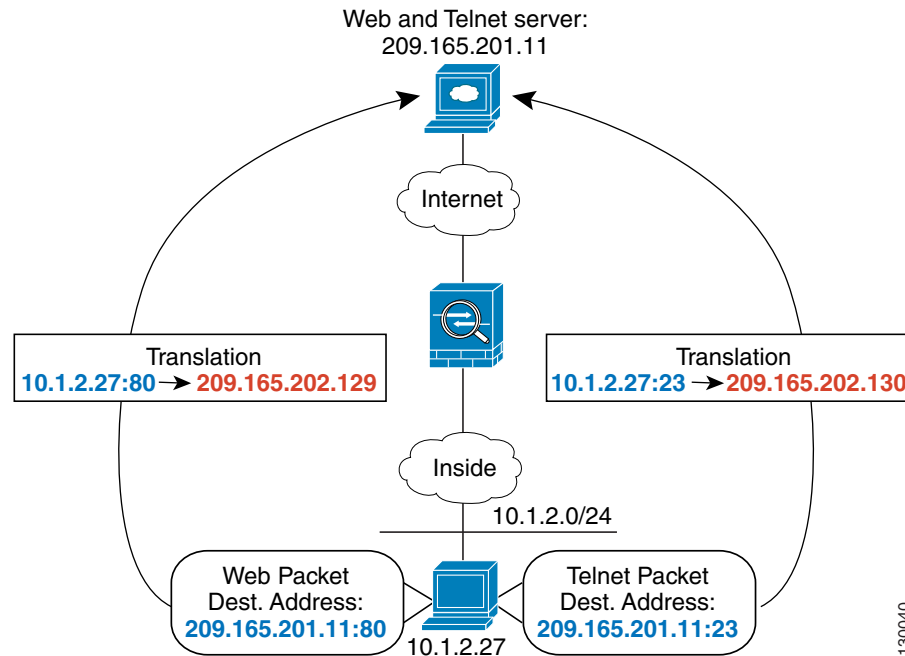 Web and Telnet server:
209.165.201.11
Internet
Translation
10.1.2.27:80 → 209.165.202.129
Translation
10.1.2.27:23 → 209.165.202.130
Inside
10.1.2.0/24
Web Packet
Dest. Address:
209.165.201.11:80
Telnet Packet
Dest. Address:
209.165.201.11:23
10.1.2.27
130040